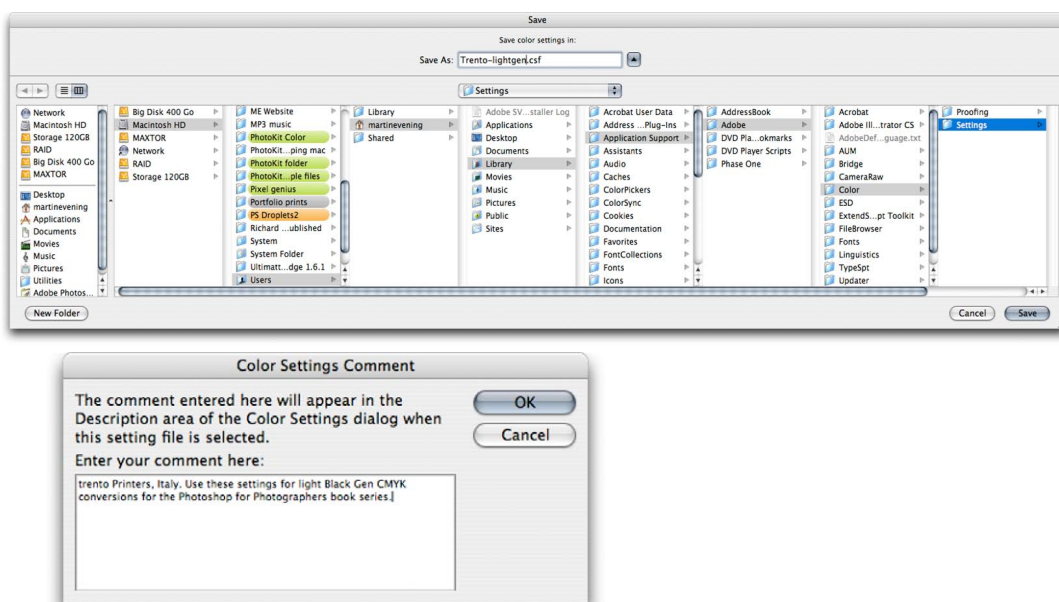 Save
Save color settings in:
Save As: Trento-lightgen.csf
Settings
Network
Macintosh HD
Storage 120GB
RAID
Big Disk 400 Go
MAXTOR
Desktop
martinevening
Applications
Documents
Movies
Music
Pictures
Utilities
Adobe Photos...
Big Disk 400 Go
Macintosh HD
MAXTOR
Network
RAID
Storage 120GB
ME Website
MP3 music
PhotoKit Color
PhotoKit...ping mac
PhotoKit folder
PhotoKit...ple files
Pixel genius
Portfolio prints
PS Droplets2
Richard ...ublished
System
System Folder
Ultimatt...dge 1.6.1
Users
Library
martinevening
Shared
Adobe SV...staller Log
Applications
Desktop
Documents
Library
Movies
Music
Pictures
Public
Sites
Acrobat User Data
Address ...Plug-Ins
Application Support
Assistants
Audio
Caches
ColorPickers
ColorSync
Cookies
Documentation
Favorites
FontCollections
Fonts
Icons
AddressBook
Adobe
DVD Pla...okmarks
DVD Player Scripts
Phase One
Acrobat
Adobe Ill...trator CS
AdobeDef...guage.txt
AUM
Bridge
CameraRaw
Color
ESD
ExtendS...pt Toolkit
FileBrowser
Fonts
Linguistics
TypeSpt
Updater
Proofing
Settings
New Folder
Cancel
Save
Color Settings Comment
The comment entered here will appear in the
Description area of the Color Settings dialog when
this setting file is selected.
Enter your comment here:
OK
Cancel
trento Printers, Italy. Use these settings for light Black Gen CMYK
conversions for the Photoshop for Photographers book series.